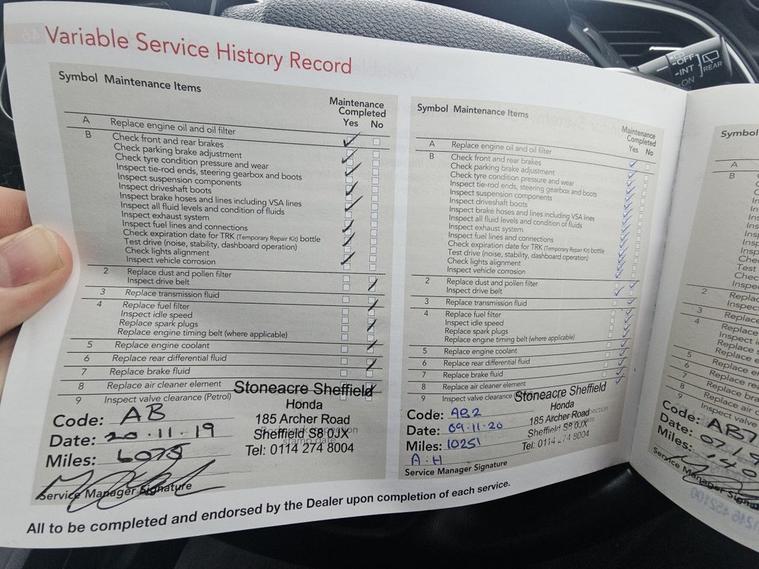 Variable Service History Record
Symbol Maintenance Items
Maintenance
Completed
Yes No
A Replace engine oil and oil filter
B Check front and rear brakes
Check parking brake adjustment
Check tyre condition pressure and wear
Inspect tie-rod ends, steering gearbox and boots
Inspect suspension components
Inspect driveshaft boots
Inspect brake hoses and lines including VSA lines
Inspect all fluid levels and condition of fluids
Inspect exhaust system
Inspect fuel lines and connections
Check expiration date for TRK (Temporary Repair Kit) bottle
Test drive (noise, stability, dashboard operation)
Check lights alignment
Inspect vehicle corrosion
2 Replace dust and pollen filter
Inspect drive belt
3 Replace transmission fluid
4 Replace fuel filter
Inspect idle speed
Replace spark plugs
Replace engine timing belt (where applicable)
5 Replace engine coolant
6 Replace rear differential fluid
7 Replace brake fluid
8 Replace air cleaner element
9 Inspect valve clearance (Petrol)
Stoneacre Sheffield
Honda
185 Archer Road
Sheffield S8 0JX
Tel: 0114 274 8004
Code: AB
Date: 20.11.19
Miles: 6075
Service Manager Signature
Symbol Maintenance Items
Maintenance
Completed
Yes No
A Replace engine oil and oil filter
B Check front and rear brakes
Check parking brake adjustment
Check tyre condition pressure and wear
Inspect tie-rod ends, steering gearbox and boots
Inspect suspension components
Inspect driveshaft boots
Inspect brake hoses and lines including VSA lines
Inspect all fluid levels and condition of fluids
Inspect exhaust system
Inspect fuel lines and connections
Check expiration date for TRK (Temporary Repair Kit) bottle
Test drive (noise, stability, dashboard operation)
Check lights alignment
Inspect vehicle corrosion
2 Replace dust and pollen filter
Inspect drive belt
3 Replace transmission fluid
4 Replace fuel filter
Inspect idle speed
Replace spark plugs
Replace engine timing belt (where applicable)
5 Replace engine coolant
6 Replace rear differential fluid
7 Replace brake fluid
8 Replace air cleaner element
9 Inspect valve clearance
Stoneacre Sheffield
Honda
185 Archer Road
Sheffield S8 0JX
Tel: 0114 274 8004
Code: AB2
Date: 09.11.20
Miles: 10251
A.H
Service Manager Signature
All to be completed and endorsed by the Dealer upon completion of each service.
Symbol
A
B
2
3
4
5
6
7
8
9
Code: AB7
Date:
Miles:
Service Manager
OFF
INT
ON
REAR